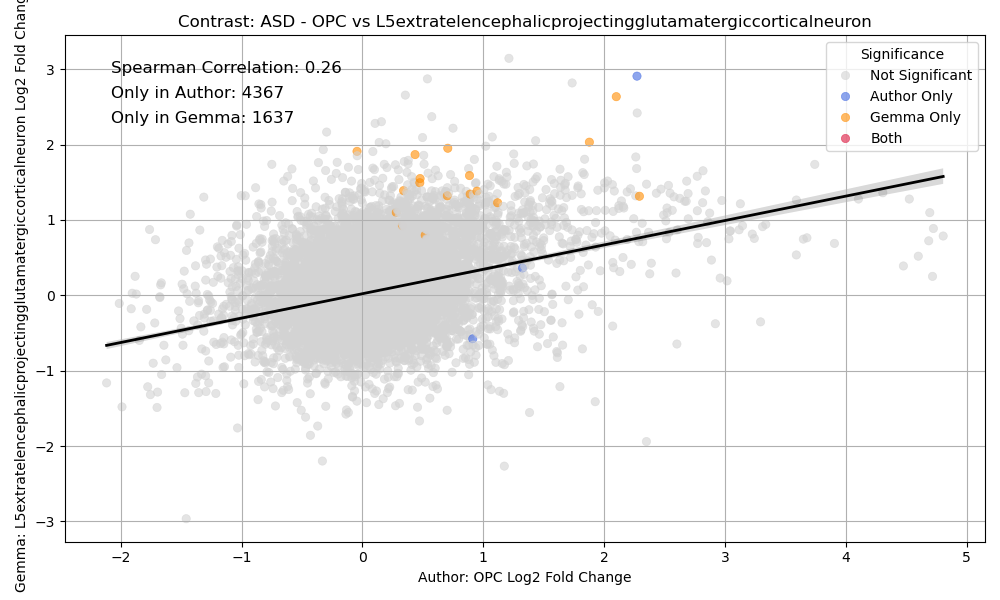 Contrast: ASD - OPC vs L5extratelencephalicprojectingglutamatergiccorticalneuron
Gemma: L5extratelencephalicprojectingglutamatergiccorticalneuron Log2 Fold Chang
Spearman Correlation: 0.26
Only in Author: 4367
Only in Gemma: 1637
Significance
Not Significant
Author Only
Gemma Only
Both
3
2
1
0
−1
−2
−3
−2
−1
0
1
2
3
4
5
Author: OPC Log2 Fold Change